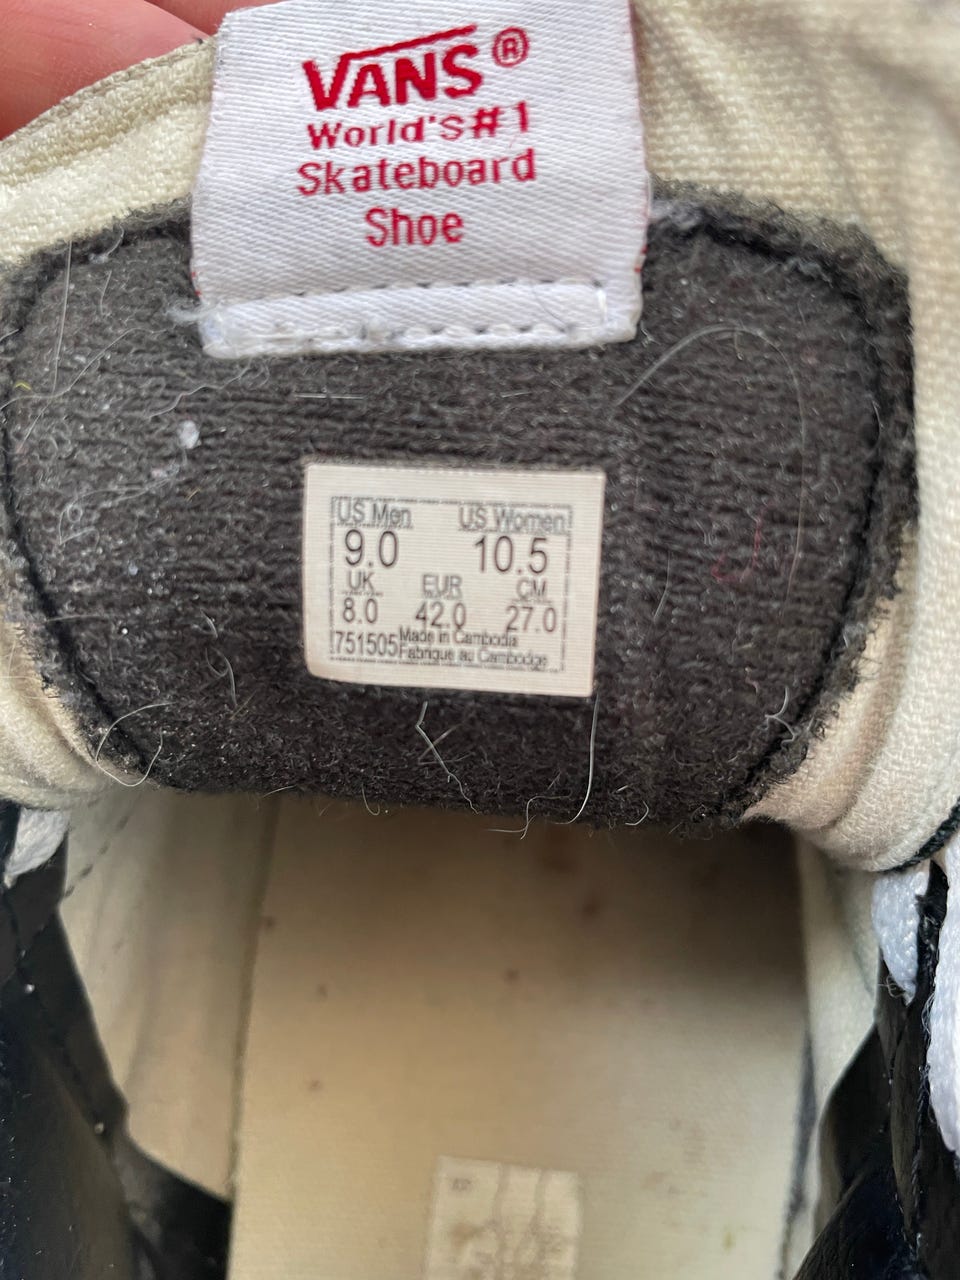 VANS®
World's#1
Skateboard
Shoe
US Men US Women
9.0 10.5
UK EUR CM
8.0 42.0 27.0
751505 Made in Cambodia
Fabrique au Cambodge